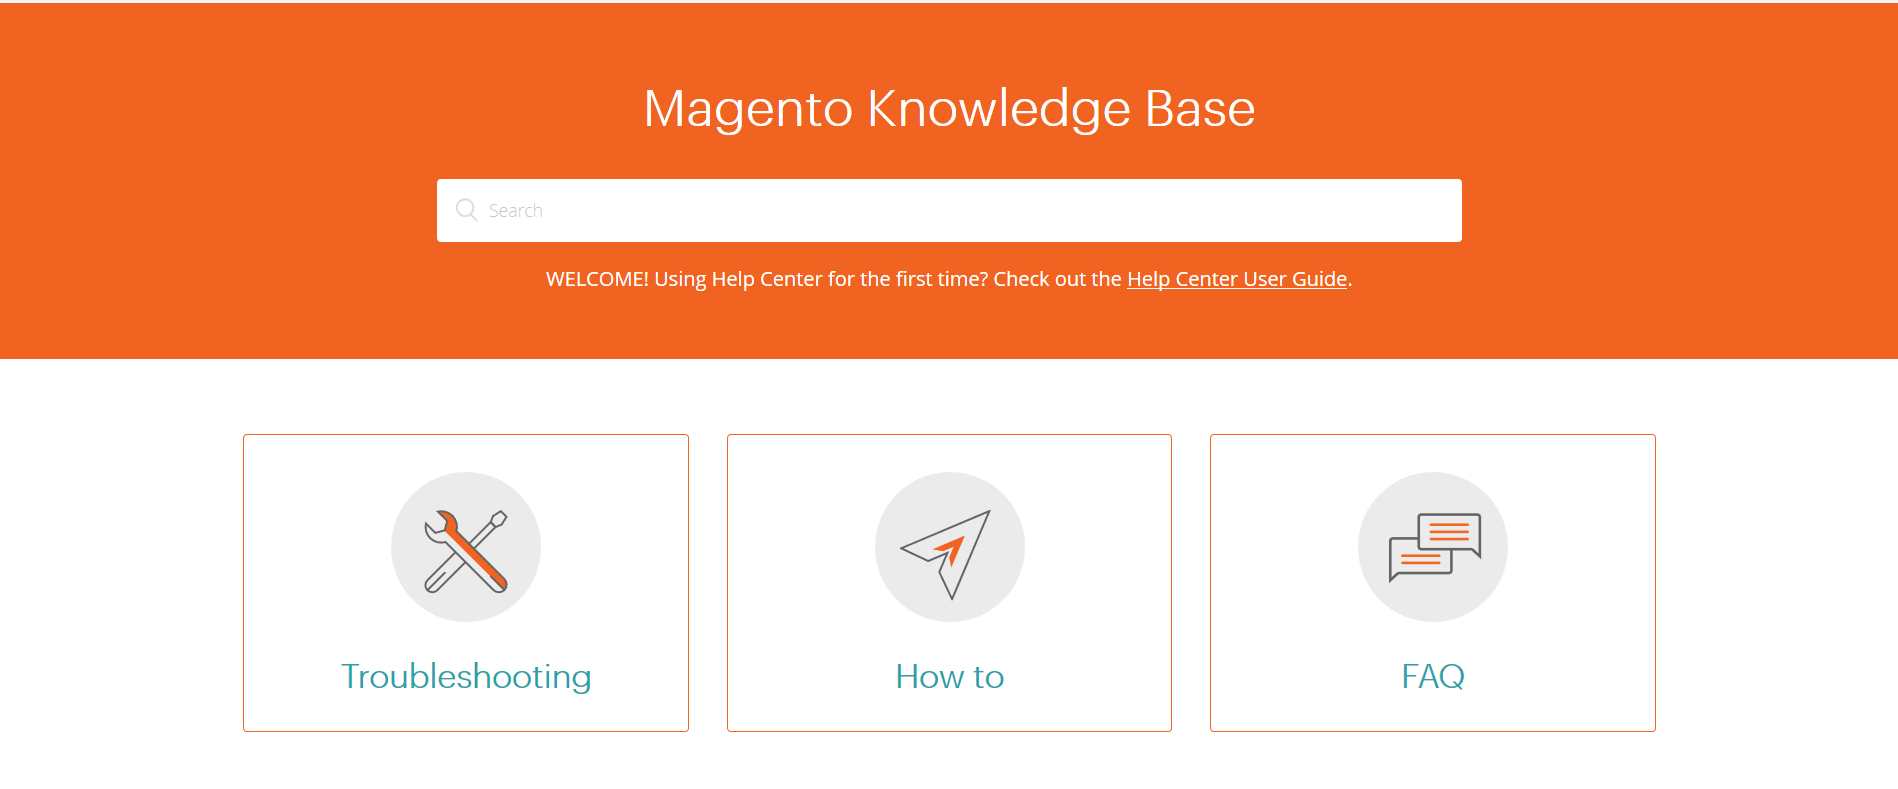 Magento Knowledge Base
Search
WELCOME! Using Help Center for the first time? Check out the Help Center User Guide.
Troubleshooting
How to
FAQ